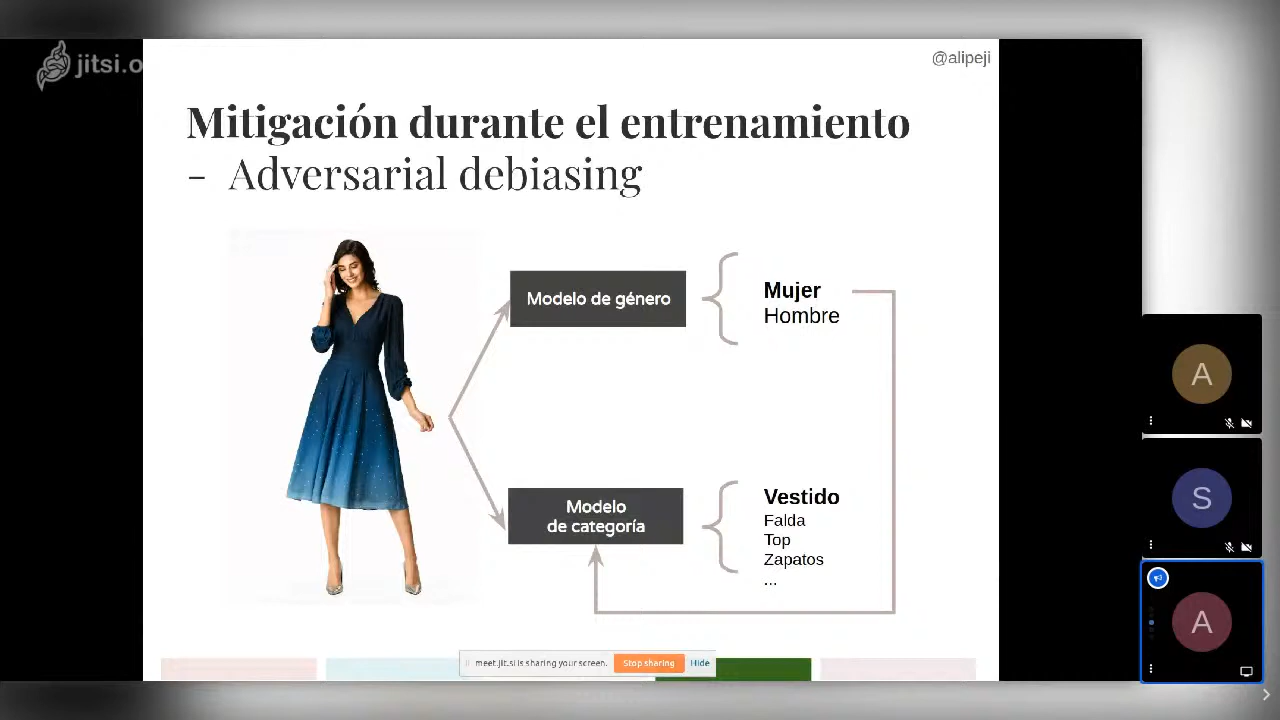 jitsi.o
@alipeji
Mitigación durante el entrenamiento
- Adversarial debiasing
Modelo de género
Mujer
Hombre
Modelo
de categoría
Vestido
Falda
Top
Zapatos
...
A
S
A
meet.jit.si is sharing your screen.
Stop sharing
Hide